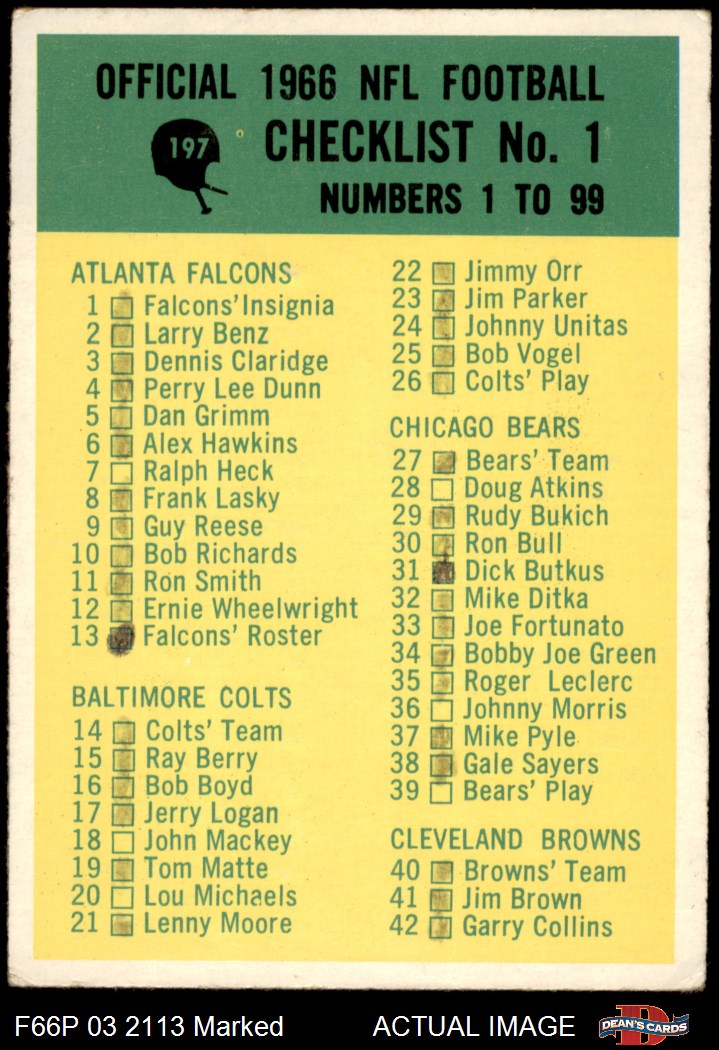 OFFICIAL 1966 NFL FOOTBALL
197
CHECKLIST No. 1
NUMBERS 1 TO 99
ATLANTA FALCONS
1 Falcons' Insignia
2 Larry Benz
3 Dennis Claridge
4 Perry Lee Dunn
5 Dan Grimm
6 Alex Hawkins
7 Ralph Heck
8 Frank Lasky
9 Guy Reese
10 Bob Richards
11 Ron Smith
12 Ernie Wheelwright
13 Falcons' Roster
BALTIMORE COLTS
14 Colts' Team
15 Ray Berry
16 Bob Boyd
17 Jerry Logan
18 John Mackey
19 Tom Matte
20 Lou Michaels
21 Lenny Moore
22 Jimmy Orr
23 Jim Parker
24 Johnny Unitas
25 Bob Vogel
26 Colts' Play
CHICAGO BEARS
27 Bears' Team
28 Doug Atkins
29 Rudy Bukich
30 Ron Bull
31 Dick Butkus
32 Mike Ditka
33 Joe Fortunato
34 Bobby Joe Green
35 Roger Leclerc
36 Johnny Morris
37 Mike Pyle
38 Gale Sayers
39 Bears' Play
CLEVELAND BROWNS
40 Browns' Team
41 Jim Brown
42 Garry Collins
F66P 03 2113 Marked
ACTUAL IMAGE
D
DEAN'S CARDS